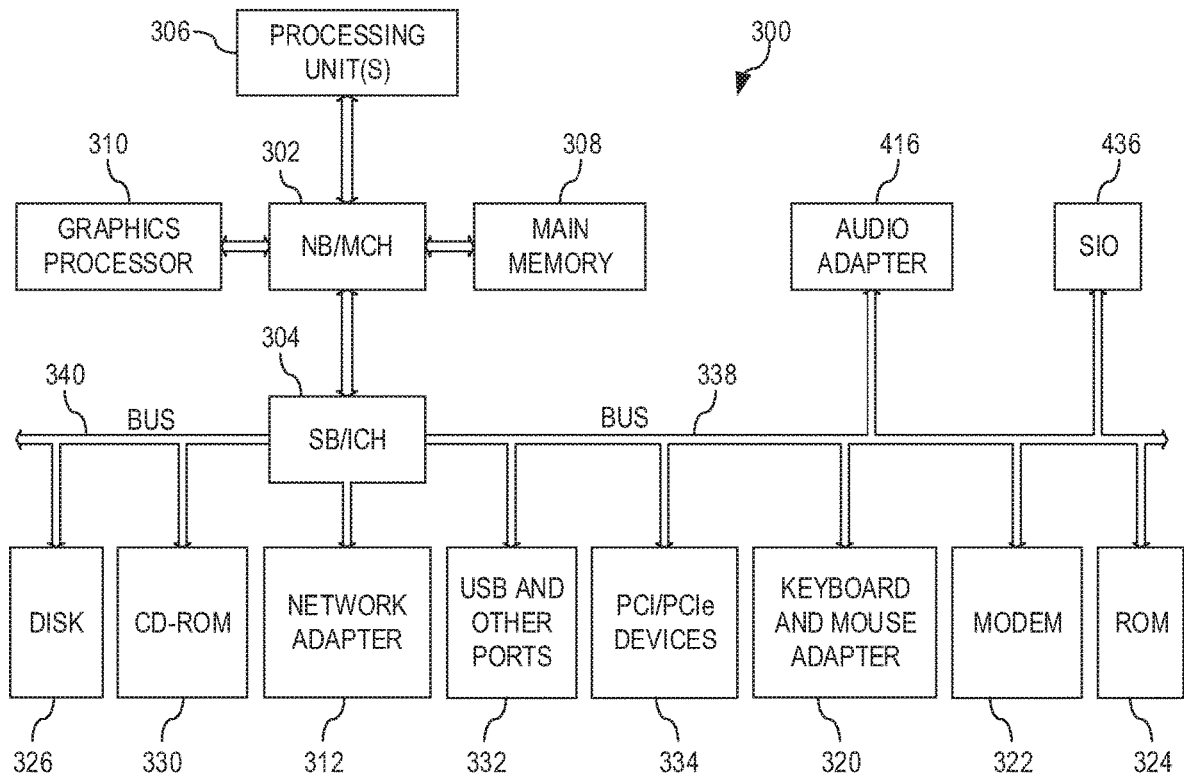 306
PROCESSING
UNIT(S)
300
310
302
308
416
436
GRAPHICS
PROCESSOR
NB/MCH
MAIN
MEMORY
AUDIO
ADAPTER
SIO
304
340
338
BUS
BUS
SB/ICH
DISK
CD-ROM
NETWORK
ADAPTER
USB AND
OTHER
PORTS
PCI/PCIe
DEVICES
KEYBOARD
AND MOUSE
ADAPTER
MODEM
ROM
326
330
312
332
334
320
322
324